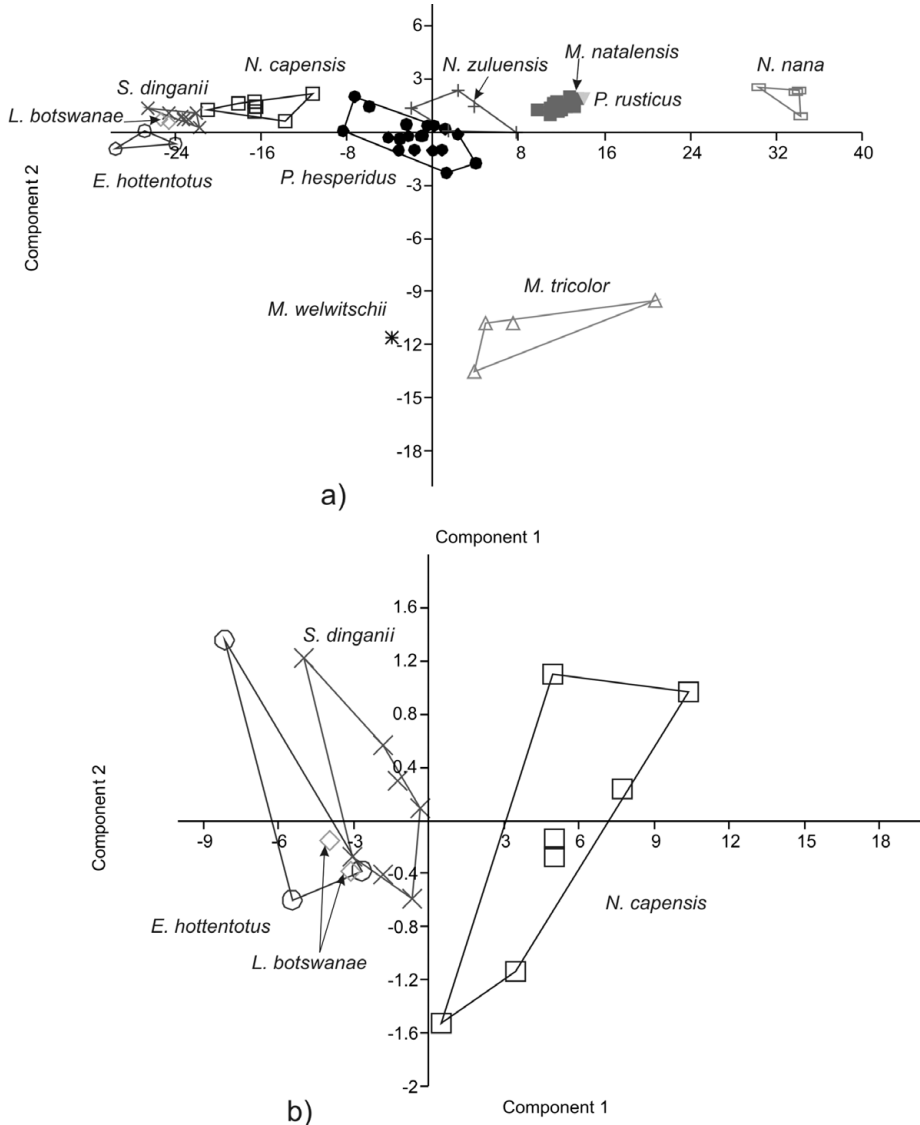 6
M. natalensis
N. capensis
N. zuluensis
N. nana
S. dinganii
3
P. rusticus
L. botswanae
-24 -16 -8 8 16 24 32 40
E. hottentotus
P. hesperidus
-3
Component 2
-6
-9
M. tricolor
M. welwitschii
-12
-15
-18
a)
Component 1
1.6
S. dinganii
1.2
0.8
0.4
Component 2
-9 -6 -3 3 6 9 12 15 18
-0.4
N. capensis
E. hottentotus
-0.8
L. botswanae
-1.2
-1.6
-2
b)
Component 1